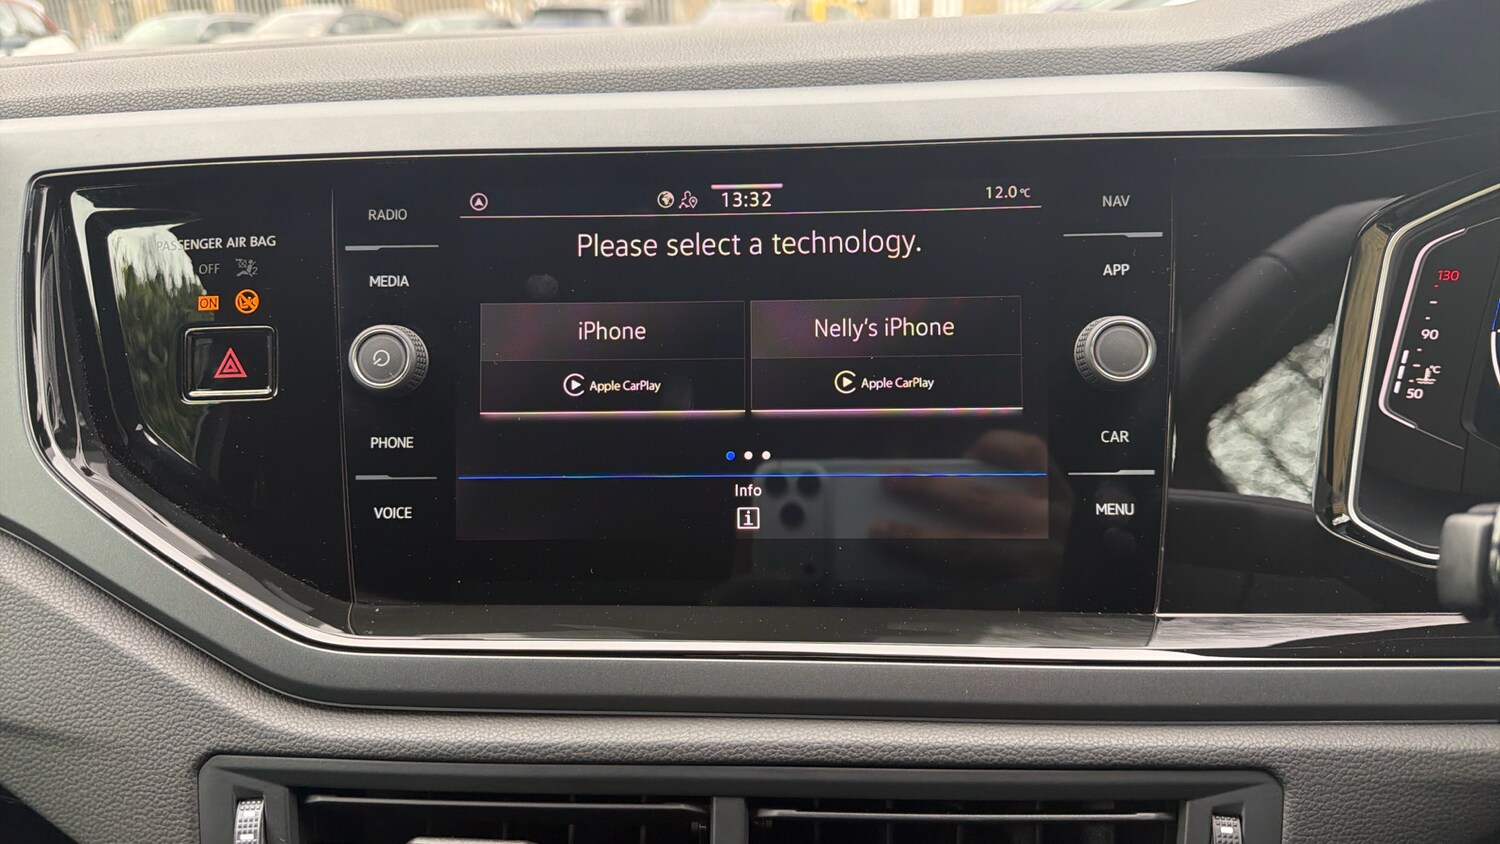 PASSENGER AIR BAG
OFF
2
ON
RADIO
MEDIA
PHONE
VOICE
13:32
12.0°C
Please select a technology.
iPhone
Apple CarPlay
Nelly's iPhone
Apple CarPlay
Info
i
NAV
APP
CAR
MENU
130
90
°C
50